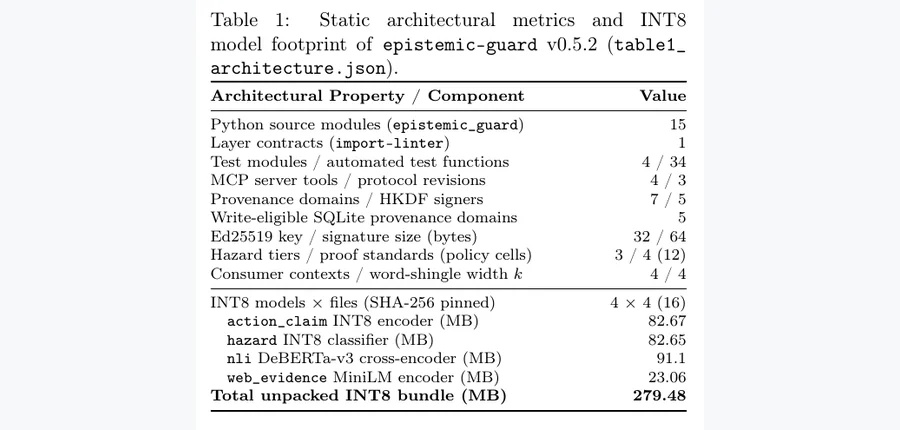 Table 1: Static architectural metrics and INT8
model footprint of epistemic-guard v0.5.2 (table1_
architecture.json).
Architectural Property / Component Value
Python source modules (epistemic_guard) 15
Layer contracts (import-linter) 1
Test modules / automated test functions 4 / 34
MCP server tools / protocol revisions 4 / 3
Provenance domains / HKDF signers 7 / 5
Write-eligible SQLite provenance domains 5
Ed25519 key / signature size (bytes) 32 / 64
Hazard tiers / proof standards (policy cells) 3 / 4 (12)
Consumer contexts / word-shingle width k 4 / 4
INT8 models × files (SHA-256 pinned) 4 × 4 (16)
action_claim INT8 encoder (MB) 82.67
hazard INT8 classifier (MB) 82.65
nli DeBERTa-v3 cross-encoder (MB) 91.1
web_evidence MiniLM encoder (MB) 23.06
Total unpacked INT8 bundle (MB) 279.48